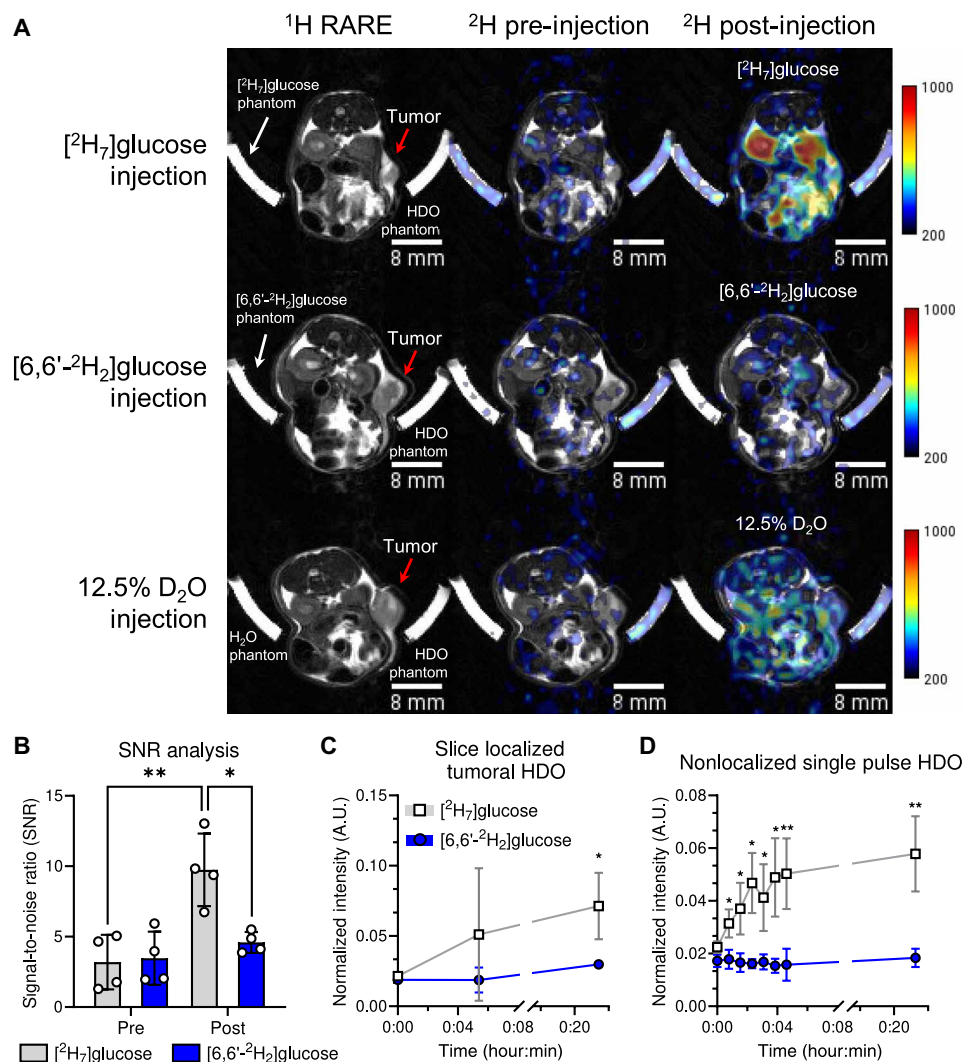 A
¹H RARE
²H pre-injection
²H post-injection
[²H₇]glucose
injection
[²H₇]glucose
phantom
Tumor
HDO
phantom
8 mm
8 mm
[²H₇]glucose
8 mm
1000
200
[6,6'-²H₂]glucose
injection
[6,6'-²H₂]glucose
phantom
Tumor
HDO
phantom
8 mm
8 mm
[6,6'-²H₂]glucose
8 mm
1000
200
12.5% D₂O
injection
Tumor
H₂O
phantom
HDO
phantom
8 mm
8 mm
12.5% D₂O
8 mm
1000
200
B
SNR analysis
** *
Signal-to-noise ratio (SNR)
15
10
5
0
Pre Post
[²H₇]glucose [6,6'-²H₂]glucose
C
Slice localized
tumoral HDO
[²H₇]glucose
[6,6'-²H₂]glucose
*
Normalized intensity (A.U.)
0.15
0.10
0.05
0.00
0:00 0:04 0:08 0:20
Time (hour:min)
D
Nonlocalized single pulse HDO
* * * * * ** **
Normalized intensity (A.U.)
0.08
0.06
0.04
0.02
0.00
0:00 0:04 0:08 0:20
Time (hour:min)